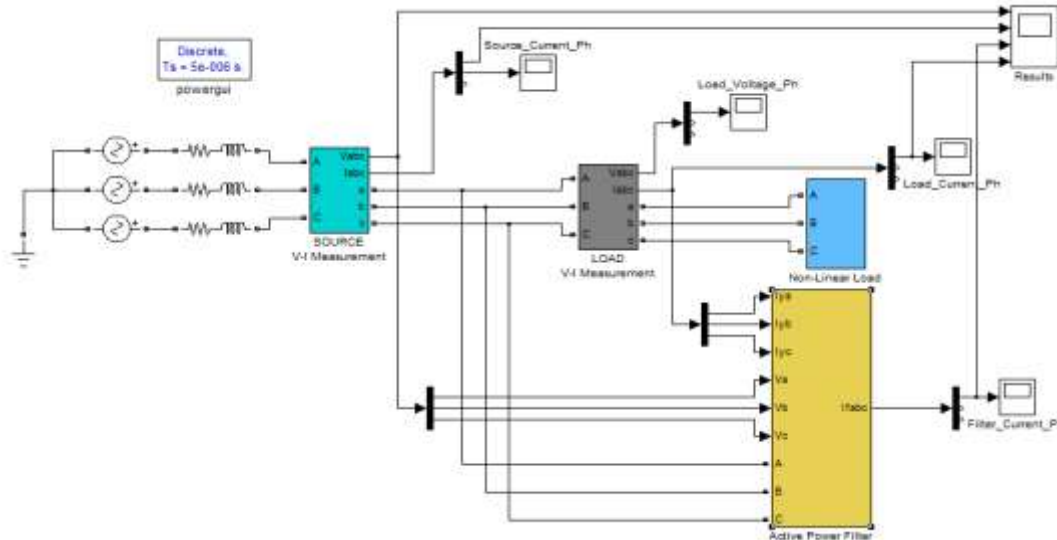 Discrete,
Ts = 5e-006 s
powergui
Source_Current_Ph
Load_Voltage_Ph
Results
Load_Current_Ph
A
B
C
Vabc
Iabc
a
b
c
SOURCE
V-I Measurement
A
B
C
Vabc
Iabc
a
b
c
LOAD
V-I Measurement
A
B
C
Non-Linear Load
Iya
Iyb
Iyc
Va
Vb
Vc
A
B
C
Ifabc
Active Power Filter
Filter_Current_P